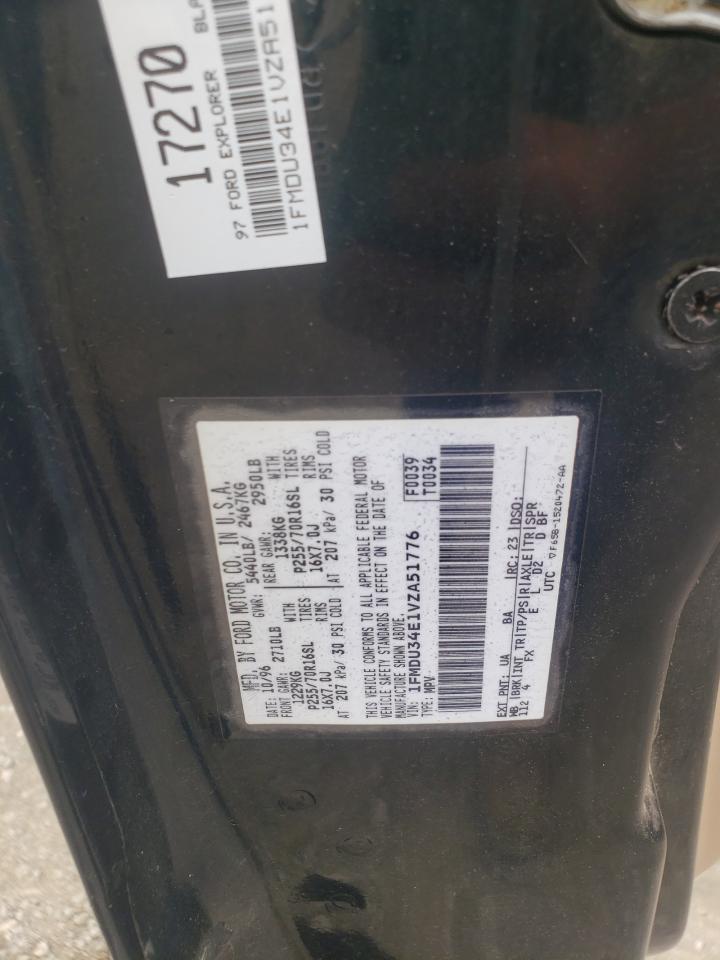 17270
97 FORD EXPLORER BLA
1FMDU34E1VZA51
MFD. BY FORD MOTOR CO. IN U.S.A.
DATE: 10/96 GVWR: 5440LB/ 2467KG
FRONT GAWR: 2710LB REAR GAWR: 2950LB
1229KG WITH 1338KG WITH
P255/70R16SL TIRES P255/70R16SL TIRES
16X7.0J RIMS 16X7.0J RIMS
AT 207 kPa/ 30 PSI COLD AT 207 kPa/ 30 PSI COLD
THIS VEHICLE CONFORMS TO ALL APPLICABLE FEDERAL MOTOR
VEHICLE SAFETY STANDARDS IN EFFECT ON THE DATE OF
MANUFACTURE SHOWN ABOVE.
VIN: 1FMDU34E1VZA51776 F0039
TYPE: MPV T0034
EXT PNT: UA BA RC: 23 DSO:
WB BRK INT TR TP/PS R AXLE TR SPR
112 4 FX E L D2 D BF
UTC ▽F65B-1520472-AA